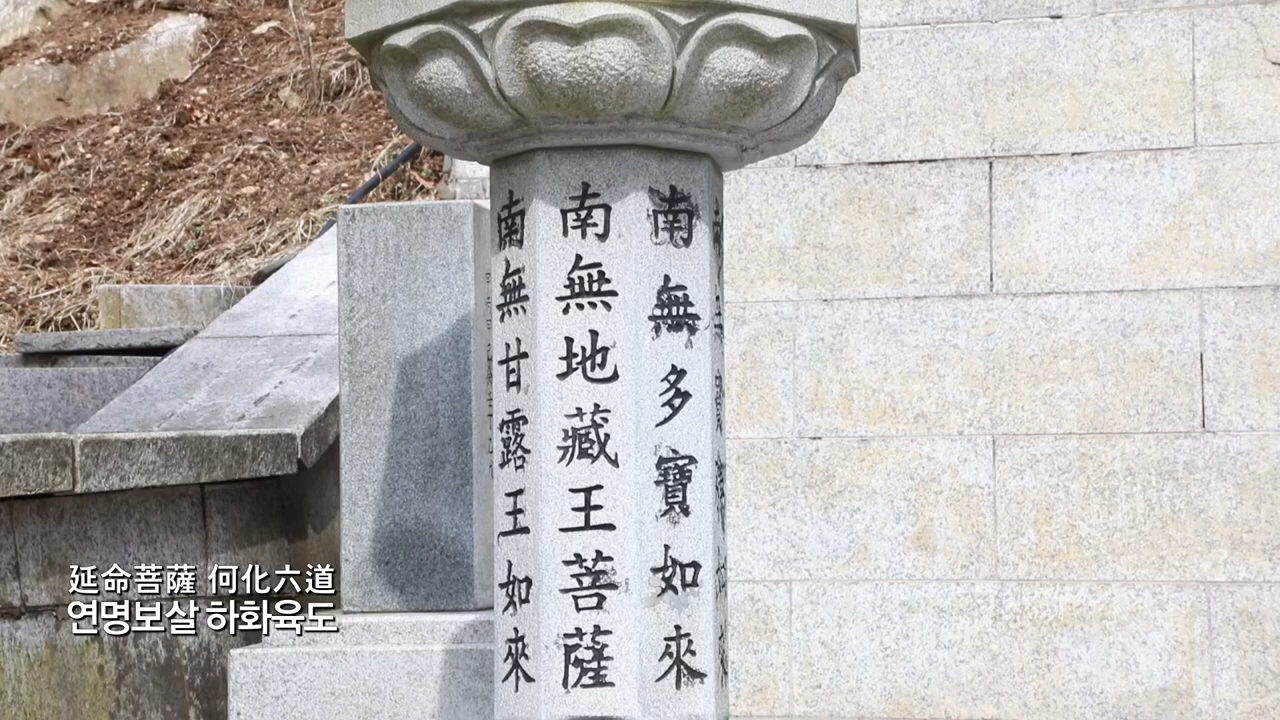 南無多寶如來
南無地藏王菩薩
南無甘露王如來
延命菩薩 何化六道
연명보살 하화육도